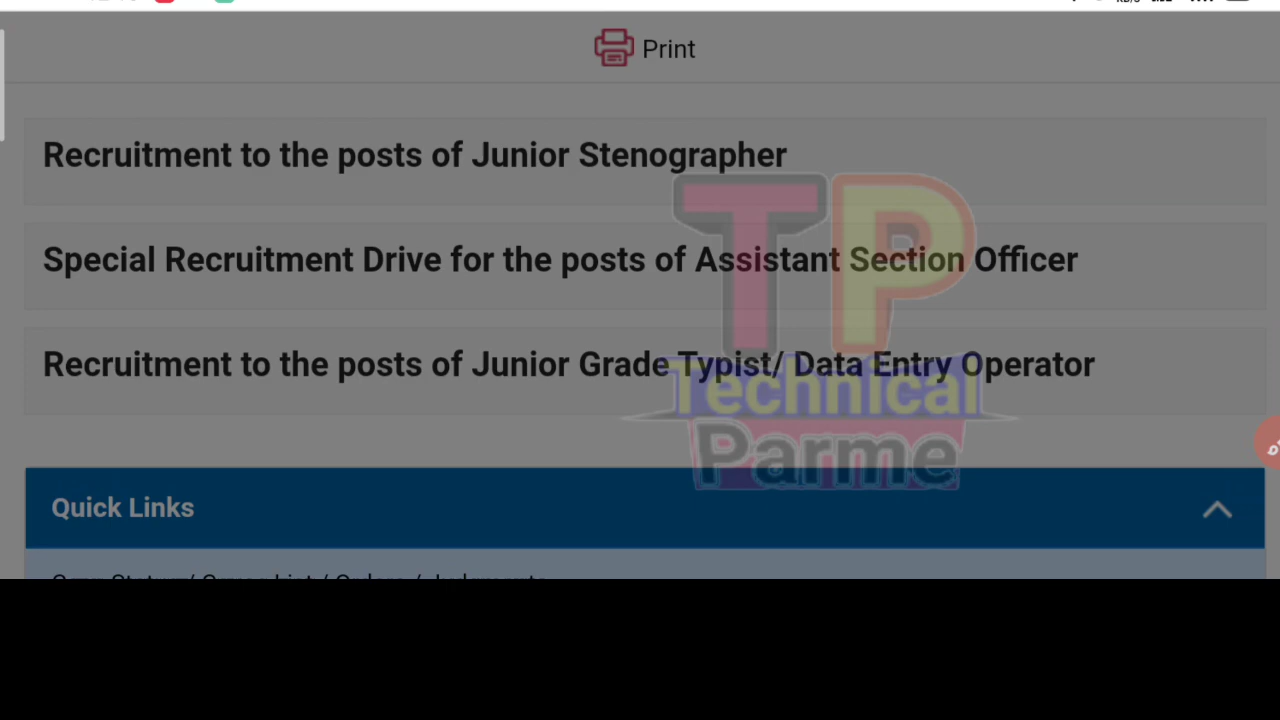 Print
Recruitment to the posts of Junior Stenographer
Special Recruitment Drive for the posts of Assistant Section Officer
Recruitment to the posts of Junior Grade Typist/ Data Entry Operator
TP
Technical
Parme
Quick Links